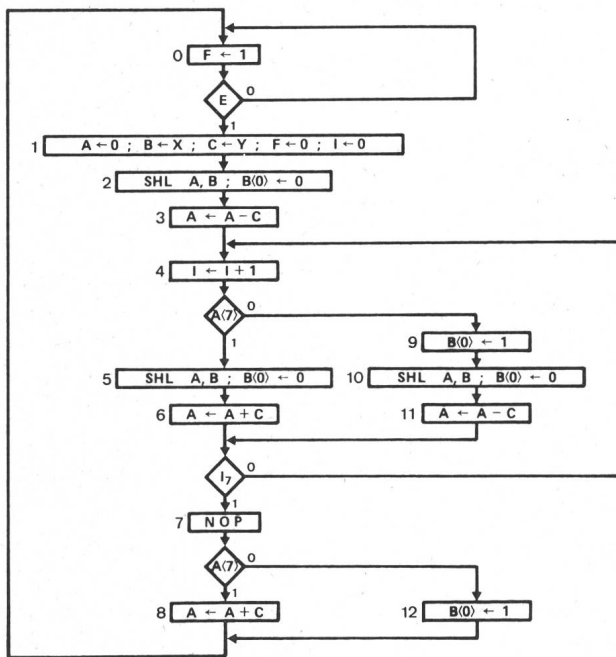 0 F ← 1
E 0
1
1 A ← 0 ; B ← X ; C ← Y ; F ← 0 ; I ← 0
2 SHL A, B ; B⟨0⟩ ← 0
3 A ← A − C
4 I ← I + 1
A⟨7⟩ 0
1
9 B⟨0⟩ ← 1
5 SHL A, B ; B⟨0⟩ ← 0
10 SHL A, B ; B⟨0⟩ ← 0
6 A ← A + C
11 A ← A − C
I₇ 0
1
7 NOP
A⟨7⟩ 0
1
8 A ← A + C
12 B⟨0⟩ ← 1